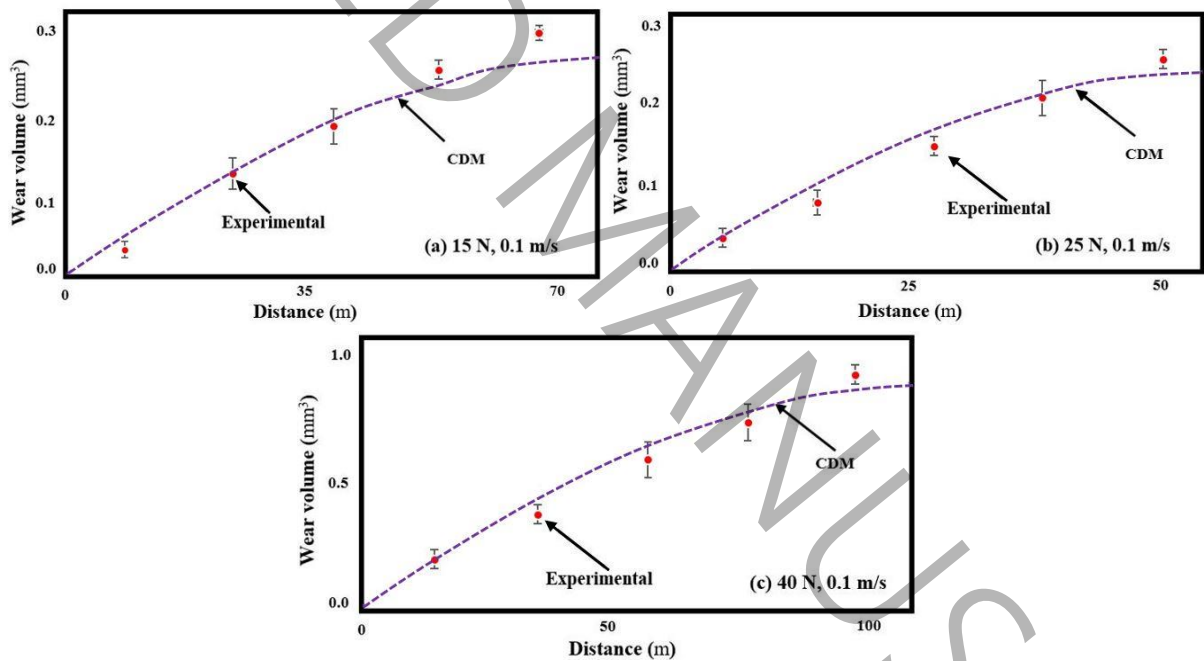 Wear volume (mm³)
0.3
0.2
0.1
0.0
CDM
Experimental
(a) 15 N, 0.1 m/s
0
35
70
Distance (m)
Wear volume (mm³)
0.3
0.2
0.1
0.0
CDM
Experimental
(b) 25 N, 0.1 m/s
0
25
50
Distance (m)
Wear volume (mm³)
1.0
0.5
0.0
CDM
Experimental
(c) 40 N, 0.1 m/s
0
50
100
Distance (m)
D MANUS